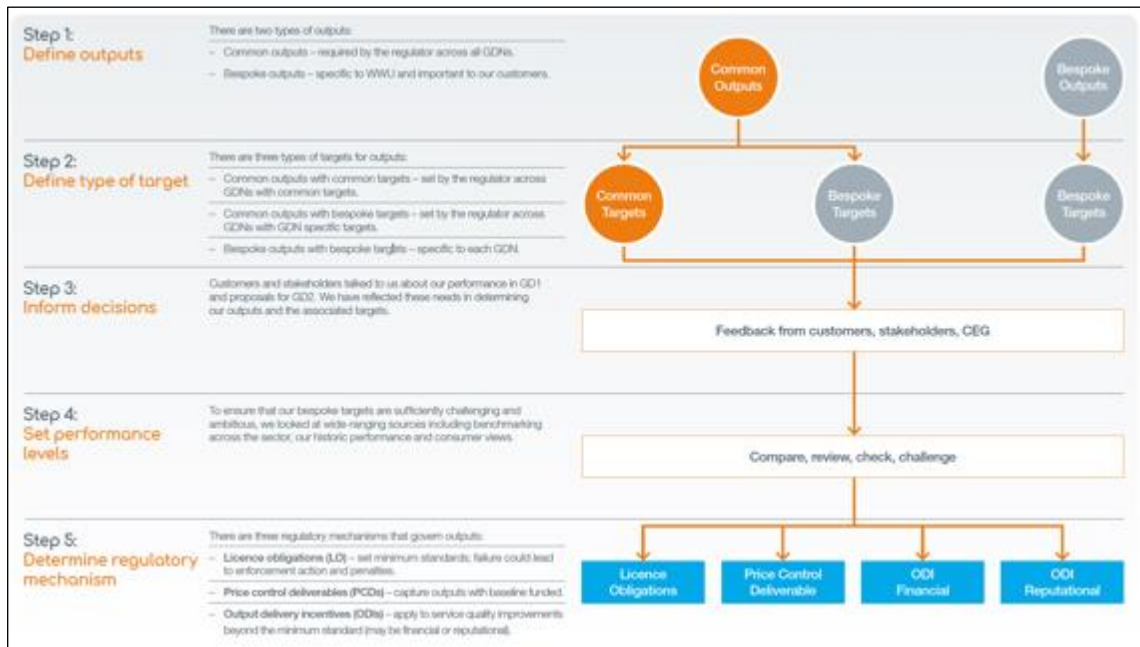 Step 1:
Define outputs
There are two types of outputs:
– Common outputs – required by the regulator across all GDNs.
– Bespoke outputs – specific to WWU and important to our customers.
Common
Outputs
Bespoke
Outputs
Step 2:
Define type of target
There are three types of targets for outputs:
– Common outputs with common targets – set by the regulator across
GDNs with common targets.
– Common outputs with bespoke targets – set by the regulator across
GDNs with GDN specific targets.
– Bespoke outputs with bespoke targets – specific to each GDN.
Common
Targets
Bespoke
Targets
Bespoke
Targets
Step 3:
Inform decisions
Customers and stakeholders talked to us about our performance in GD1
and proposals for GD2. We have reflected these needs in determining
our outputs and the associated targets.
Feedback from customers, stakeholders, CEG
Step 4:
Set performance
levels
To ensure that our bespoke targets are sufficiently challenging and
ambitious, we looked at wide-ranging sources including benchmarking
across the sector, our historic performance and consumer views.
Compare, review, check, challenge
Step 5:
Determine regulatory
mechanism
There are three regulatory mechanisms that govern outputs:
– Licence obligations (LO) – set minimum standards; failure could lead
to enforcement action and penalties.
– Price control deliverables (PCDs) – capture outputs with baseline funded.
– Output delivery incentives (ODIs) – apply to service quality improvements
beyond the minimum standard (may be financial or reputational).
Licence
Obligations
Price Control
Deliverable
ODI
Financial
ODI
Reputational